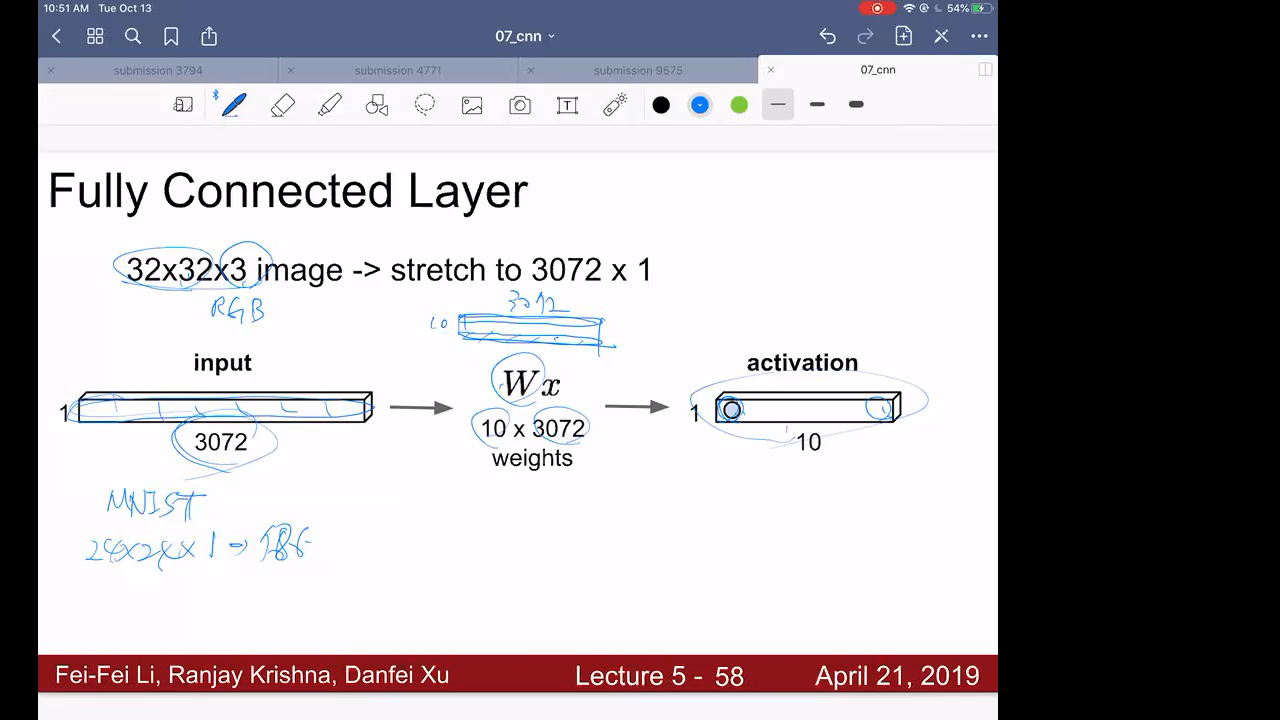 10:51 AM Tue Oct 13
54%
07_cnn
submission 3794
submission 4771
submission 9575
07_cnn
Fully Connected Layer
32x32x3 image -> stretch to 3072 x 1
RGB
3072
10
input
Wx
activation
1
1
3072
10 x 3072
10
weights
MNIST
Fei-Fei Li, Ranjay Krishna, Danfei Xu
Lecture 5 - 58
April 21, 2019